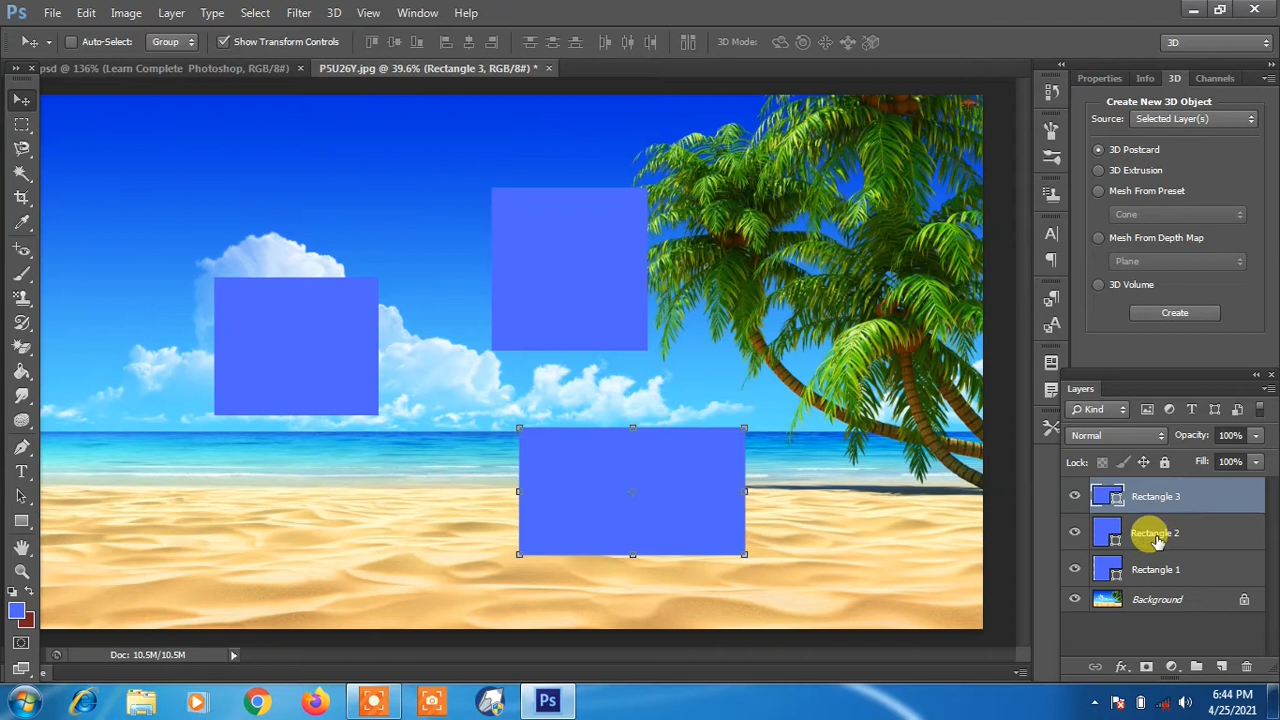 Ps File Edit Image Layer Type Select Filter 3D View Window Help
Auto-Select: Group Show Transform Controls 3D Mode: 3D
psd @ 136% (Learn Complete Photoshop, RGB/8#) × P5U26Y.jpg @ 39.6% (Rectangle 3, RGB/8#) * ×
Properties Info 3D Channels
Create New 3D Object
Source: Selected Layer(s)
3D Postcard
3D Extrusion
Mesh From Preset
Cone
Mesh From Depth Map
Plane
3D Volume
Create
Layers
Kind
Normal Opacity: 100%
Lock: Fill: 100%
Rectangle 3
Rectangle 2
Rectangle 1
Background
Doc: 10.5M/10.5M
e
Ps
6:44 PM
4/25/2021